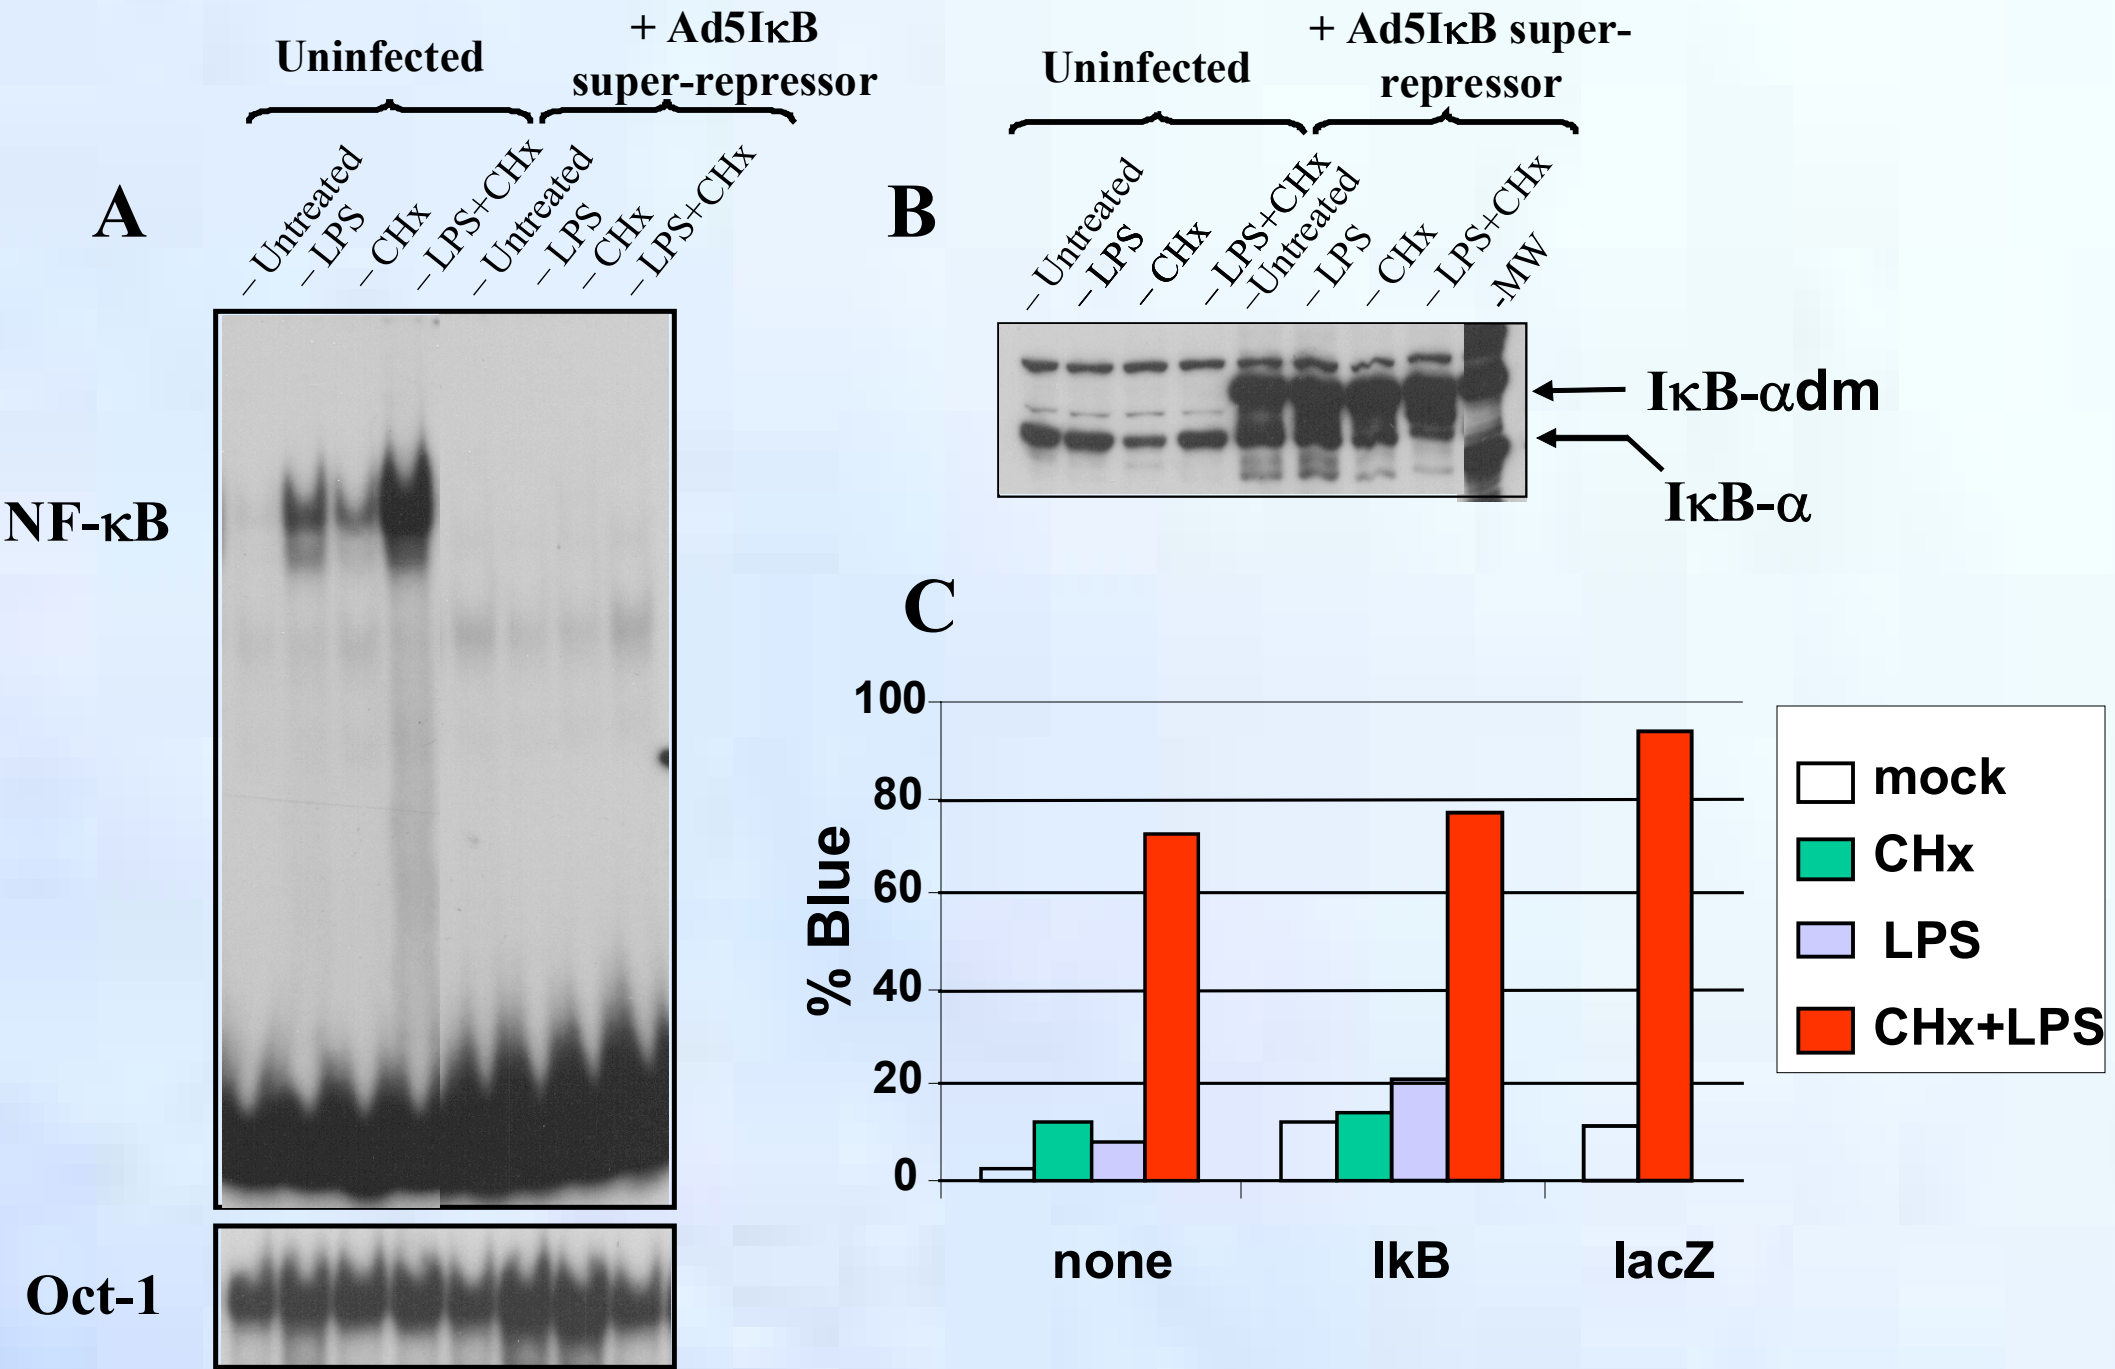 Uninfected
+ Ad5IκB
super-repressor
A
– Untreated
– LPS
– CHx
– LPS+CHx
– Untreated
– LPS
– CHx
– LPS+CHx
NF-κB
Oct-1
Uninfected
+ Ad5IκB super-
repressor
B
– Untreated
– LPS
– CHx
– LPS+CHx
–Untreated
– LPS
– CHx
– LPS+CHx
-MW
IκB-αdm
IκB-α
C
% Blue
100
80
60
40
20
0
none
IkB
lacZ
mock
CHx
LPS
CHx+LPS